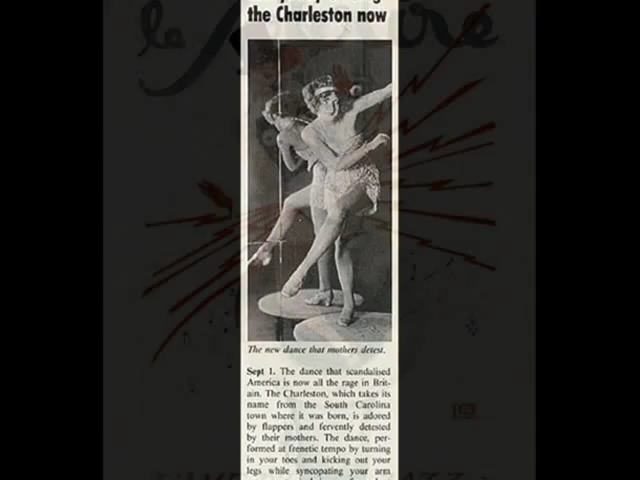 the Charleston now
The new dance that mothers detest.
Sept 1. The dance that scandalised
America is now all the rage in Brit-
ain. The Charleston, which takes its
name from the South Carolina
town where it was born, is adored
by flappers and fervently detested
by their mothers. The dance, per-
formed at frenetic tempo by turning
in your toes and kicking out your
legs while syncopating your arm